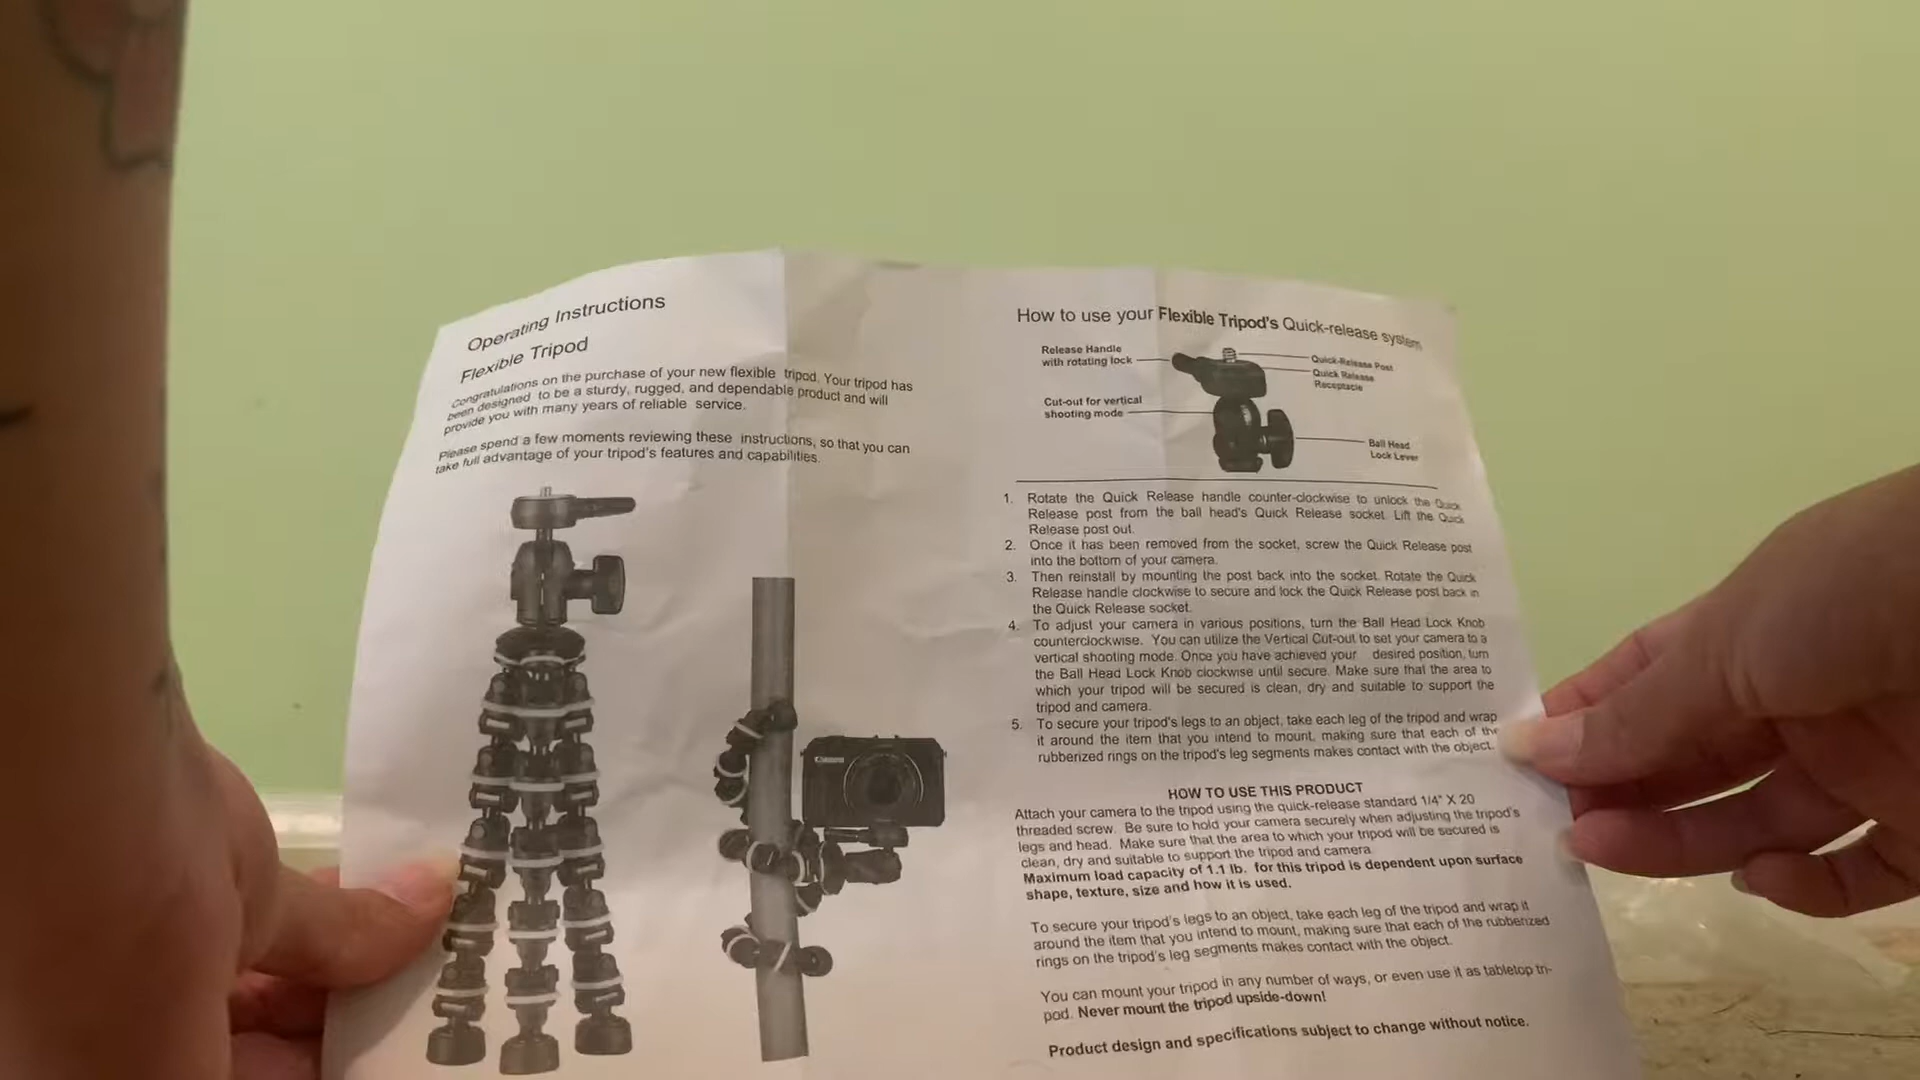 Operating Instructions
Flexible Tripod
Congratulations on the purchase of your new flexible tripod. Your tripod has
been designed to be a sturdy, rugged, and dependable product and will
provide you with many years of reliable service.
Please spend a few moments reviewing these instructions, so that you can
take full advantage of your tripod's features and capabilities.
Canon
How to use your Flexible Tripod's Quick-release system
Release Handle
with rotating lock
Quick-Release Post
Quick Release
Receptacle
Cut-out for vertical
shooting mode
Ball Head
Lock Lever
1. Rotate the Quick Release handle counter-clockwise to unlock the Quick
Release post from the ball head's Quick Release socket. Lift the Quick
Release post out.
2. Once it has been removed from the socket, screw the Quick Release post
into the bottom of your camera.
3. Then reinstall by mounting the post back into the socket. Rotate the Quick
Release handle clockwise to secure and lock the Quick Release post back in
the Quick Release socket.
4. To adjust your camera in various positions, turn the Ball Head Lock Knob
counterclockwise. You can utilize the Vertical Cut-out to set your camera to a
vertical shooting mode. Once you have achieved your desired position, turn
the Ball Head Lock Knob clockwise until secure. Make sure that the area to
which your tripod will be secured is clean, dry and suitable to support the
tripod and camera.
5. To secure your tripod's legs to an object, take each leg of the tripod and wrap
it around the item that you intend to mount, making sure that each of the
rubberized rings on the tripod's leg segments makes contact with the object.
HOW TO USE THIS PRODUCT
Attach your camera to the tripod using the quick-release standard 1/4" X 20
threaded screw. Be sure to hold your camera securely when adjusting the tripod's
legs and head. Make sure that the area to which your tripod will be secured is
clean, dry and suitable to support the tripod and camera.
Maximum load capacity of 1.1 lb. for this tripod is dependent upon surface
shape, texture, size and how it is used.
To secure your tripod's legs to an object, take each leg of the tripod and wrap it
around the item that you intend to mount, making sure that each of the rubberized
rings on the tripod's leg segments makes contact with the object.
You can mount your tripod in any number of ways, or even use it as tabletop tri-
pod. Never mount the tripod upside-down!
Product design and specifications subject to change without notice.